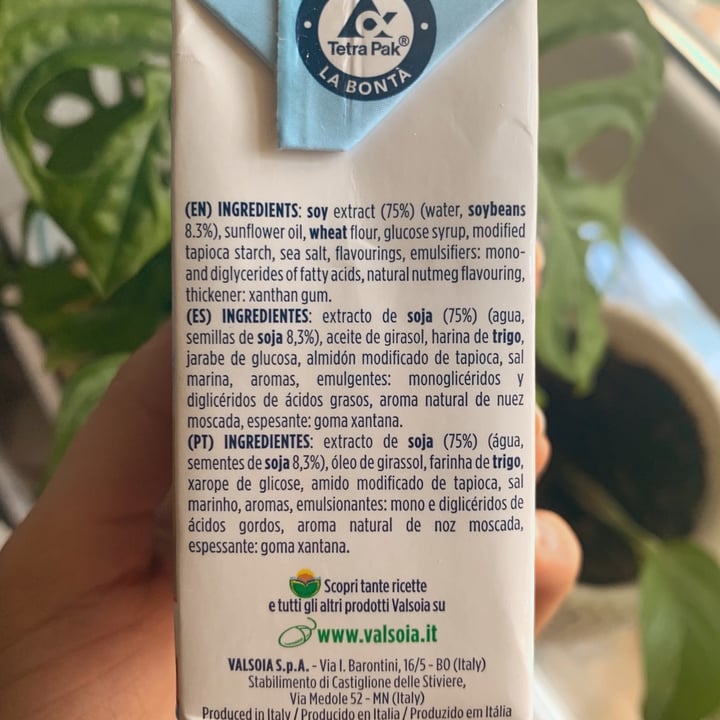 Tetra Pak®
LA BONTÀ
(EN) INGREDIENTS: soy extract (75%) (water, soybeans
8.3%), sunflower oil, wheat flour, glucose syrup, modified
tapioca starch, sea salt, flavourings, emulsifiers: mono-
and diglycerides of fatty acids, natural nutmeg flavouring,
thickener: xanthan gum.
(ES) INGREDIENTES: extracto de soja (75%) (agua,
semillas de soja 8,3%), aceite de girasol, harina de trigo,
jarabe de glucosa, almidón modificado de tapioca, sal
marina, aromas, emulgentes: monoglicéridos y
diglicéridos de ácidos grasos, aroma natural de nuez
moscada, espesante: goma xantana.
(PT) INGREDIENTES: extracto de soja (75%) (água,
sementes de soja 8,3%), óleo de girassol, farinha de trigo,
xarope de glicose, amido modificado de tapioca, sal
marinho, aromas, emulsionantes: mono e diglicéridos de
ácidos gordos, aroma natural de noz moscada,
espessante: goma xantana.
Scopri tante ricette
e tutti gli altri prodotti Valsoia su
www.valsoia.it
VALSOIA S.p.A. - Via I. Barontini, 16/5 - BO (Italy)
Stabilimento di Castiglione delle Stiviere,
Via Medole 52 - MN (Italy)
Produced in Italy / Producido en Italia / Produzido em Itália